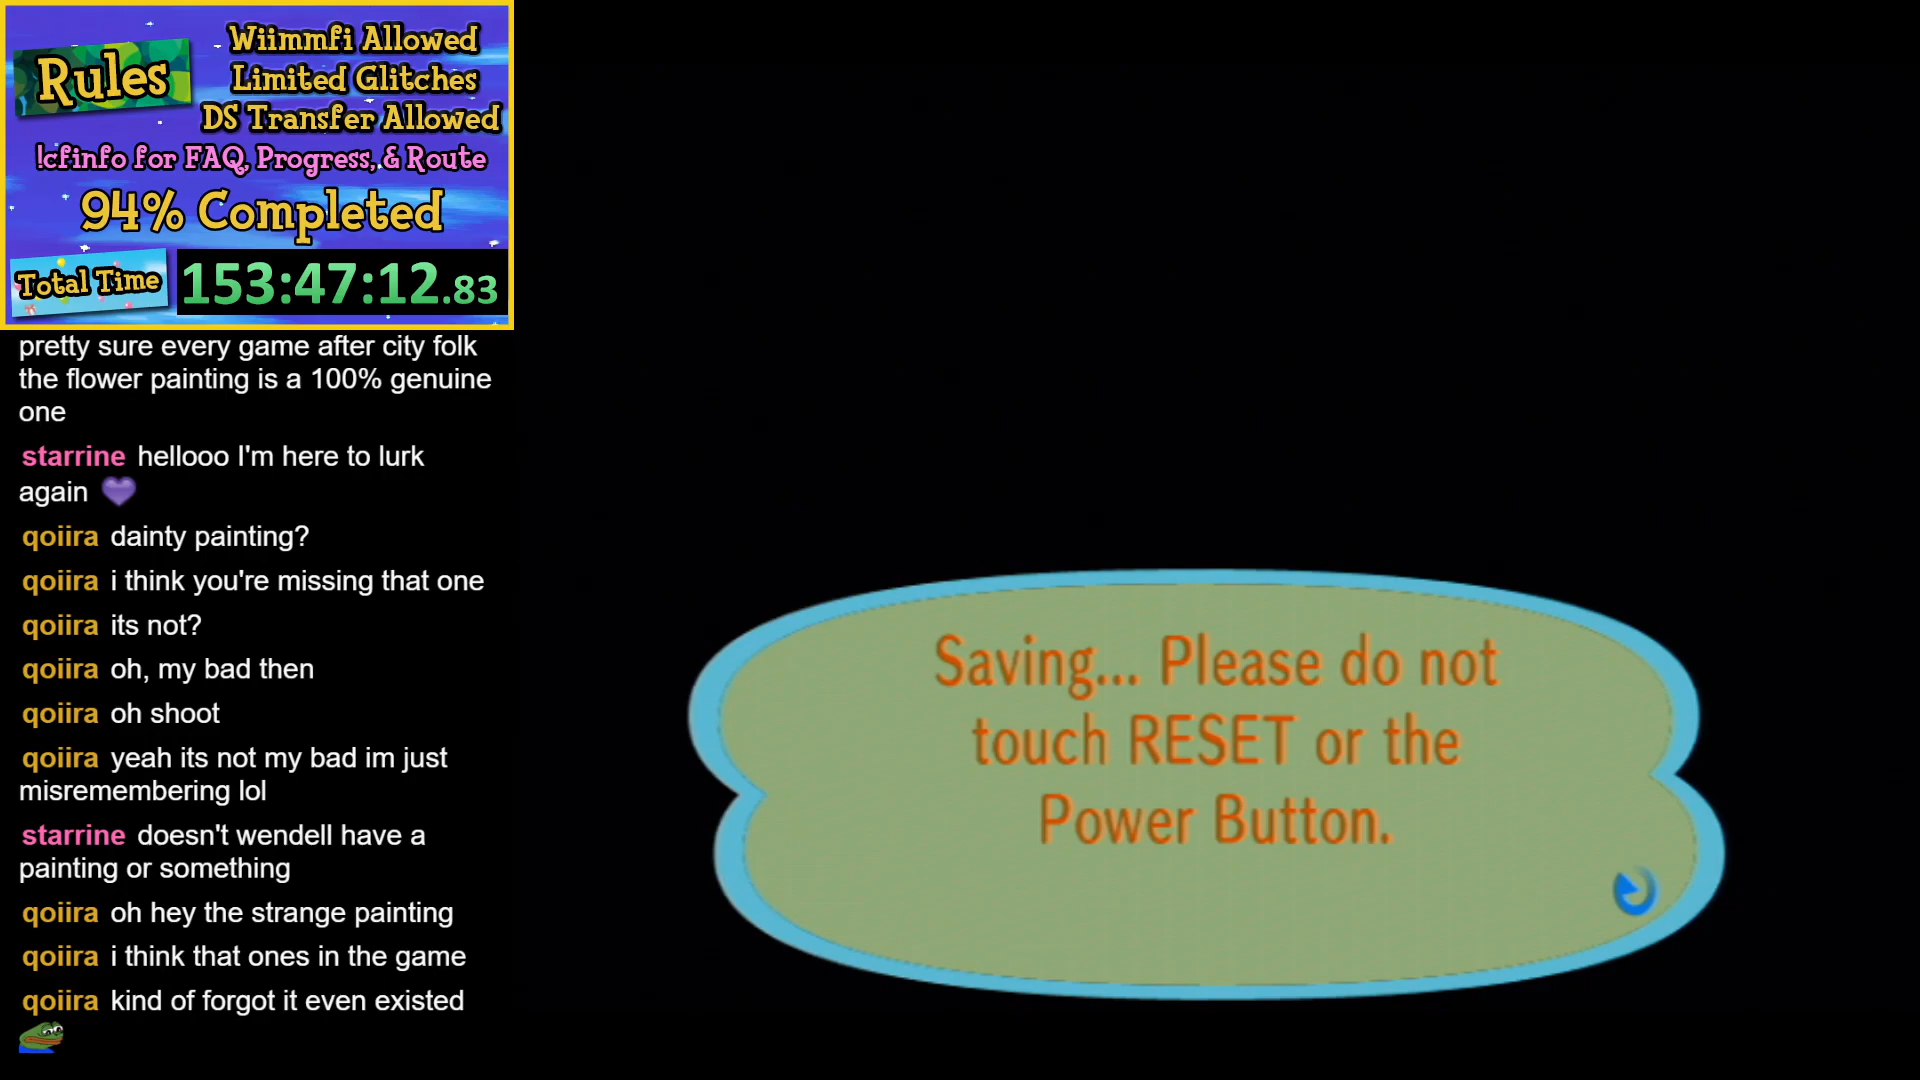 Rules
Wiimmfi Allowed
Limited Glitches
DS Transfer Allowed
!cfinfo for FAQ, Progress, & Route
94% Completed
Total Time
153:47:12.83
pretty sure every game after city folk
the flower painting is a 100% genuine
one
starrine hellooo I'm here to lurk
again
qoiira dainty painting?
qoiira i think you're missing that one
qoiira its not?
qoiira oh, my bad then
qoiira oh shoot
qoiira yeah its not my bad im just
misremembering lol
starrine doesn't wendell have a
painting or something
qoiira oh hey the strange painting
qoiira i think that ones in the game
qoiira kind of forgot it even existed
Saving... Please do not
touch RESET or the
Power Button.